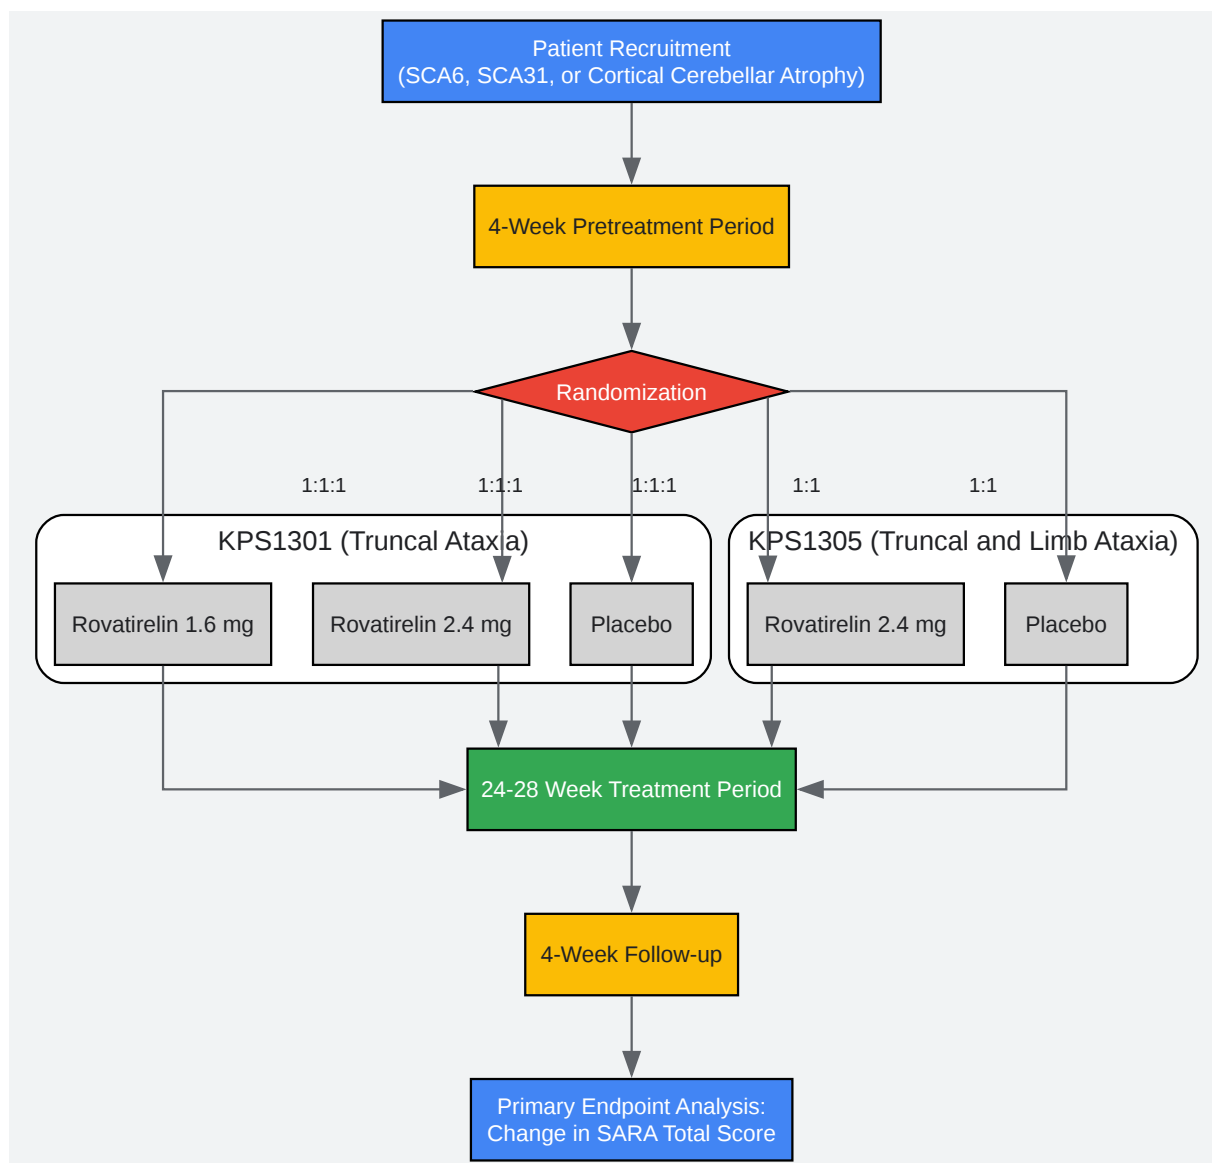 Patient Recruitment
(SCA6, SCA31, or Cortical Cerebellar Atrophy)
4-Week Pretreatment Period
Randomization
1:1:1
1:1:1
1:1:1
1:1
1:1
KPS1301 (Truncal Ataxia)
Rovatirelin 1.6 mg
Rovatirelin 2.4 mg
Placebo
KPS1305 (Truncal and Limb Ataxia)
Rovatirelin 2.4 mg
Placebo
24-28 Week Treatment Period
4-Week Follow-up
Primary Endpoint Analysis:
Change in SARA Total Score